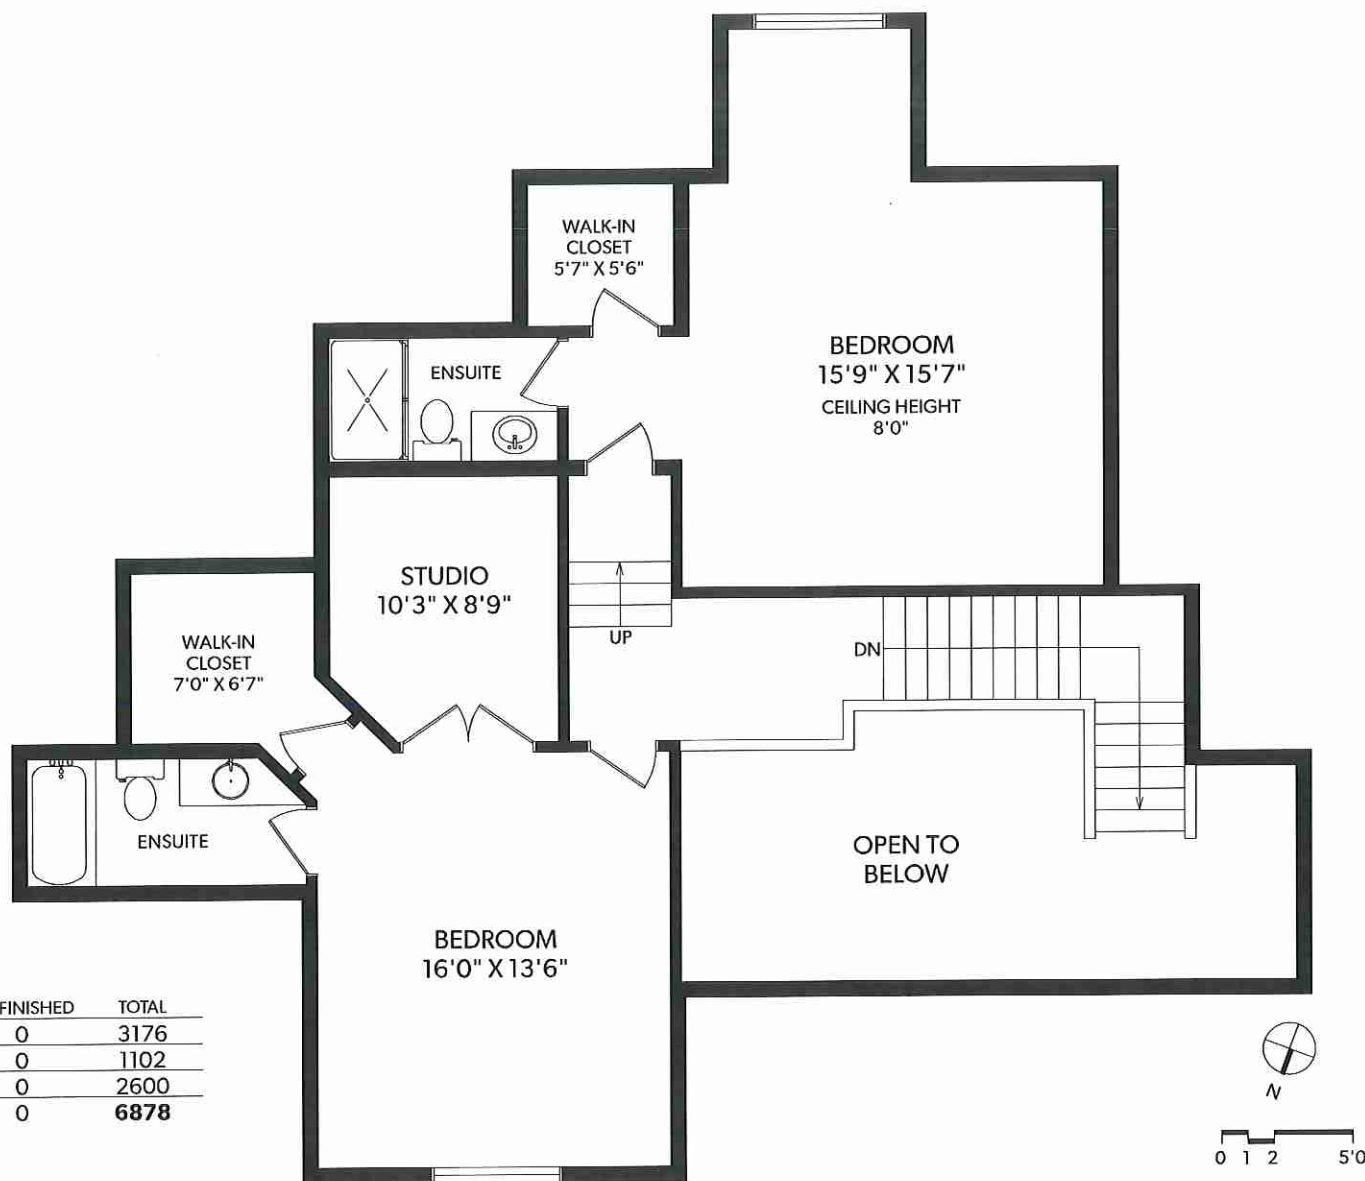 WALK-IN
CLOSET
5'7" X 5'6"
BEDROOM
15'9" X 15'7"
CEILING HEIGHT
8'0"
ENSUITE
STUDIO
10'3" X 8'9"
UP
DN
WALK-IN
CLOSET
7'0" X 6'7"
ENSUITE
OPEN TO
BELOW
BEDROOM
16'0" X 13'6"
FINISHED TOTAL
0 3176
0 1102
0 2600
0 6878
N
0 1 2 5'0